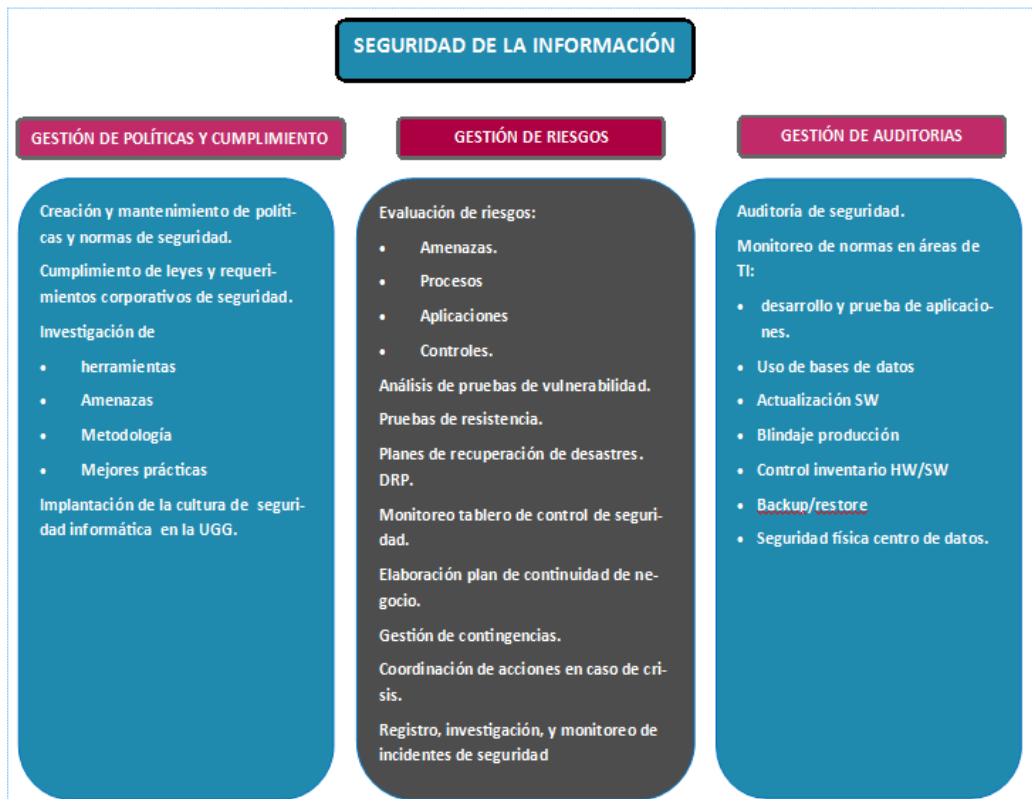 SEGURIDAD DE LA INFORMACIÓN
GESTIÓN DE POLÍTICAS Y CUMPLIMIENTO
Creación y mantenimiento de políti-
cas y normas de seguridad.
Cumplimiento de leyes y requeri-
mientos corporativos de seguridad.
Investigación de
• herramientas
• Amenazas
• Metodología
• Mejores prácticas
Implantación de la cultura de seguri-
dad informática en la UGG.
GESTIÓN DE RIESGOS
Evaluación de riesgos:
• Amenazas.
• Procesos
• Aplicaciones
• Controles.
Análisis de pruebas de vulnerabilidad.
Pruebas de resistencia.
Planes de recuperación de desastres.
DRP.
Monitoreo tablero de control de seguri-
dad.
Elaboración plan de continuidad de ne-
gocio.
Gestión de contingencias.
Coordinación de acciones en caso de cri-
sis.
Registro, investigación, y monitoreo de
incidentes de seguridad
GESTIÓN DE AUDITORIAS
Auditoría de seguridad.
Monitoreo de normas en áreas de
TI:
• desarrollo y prueba de aplicacio-
nes.
• Uso de bases de datos
• Actualización SW
• Blindaje producción
• Control inventario HW/SW
• Backup/restore
• Seguridad física centro de datos.